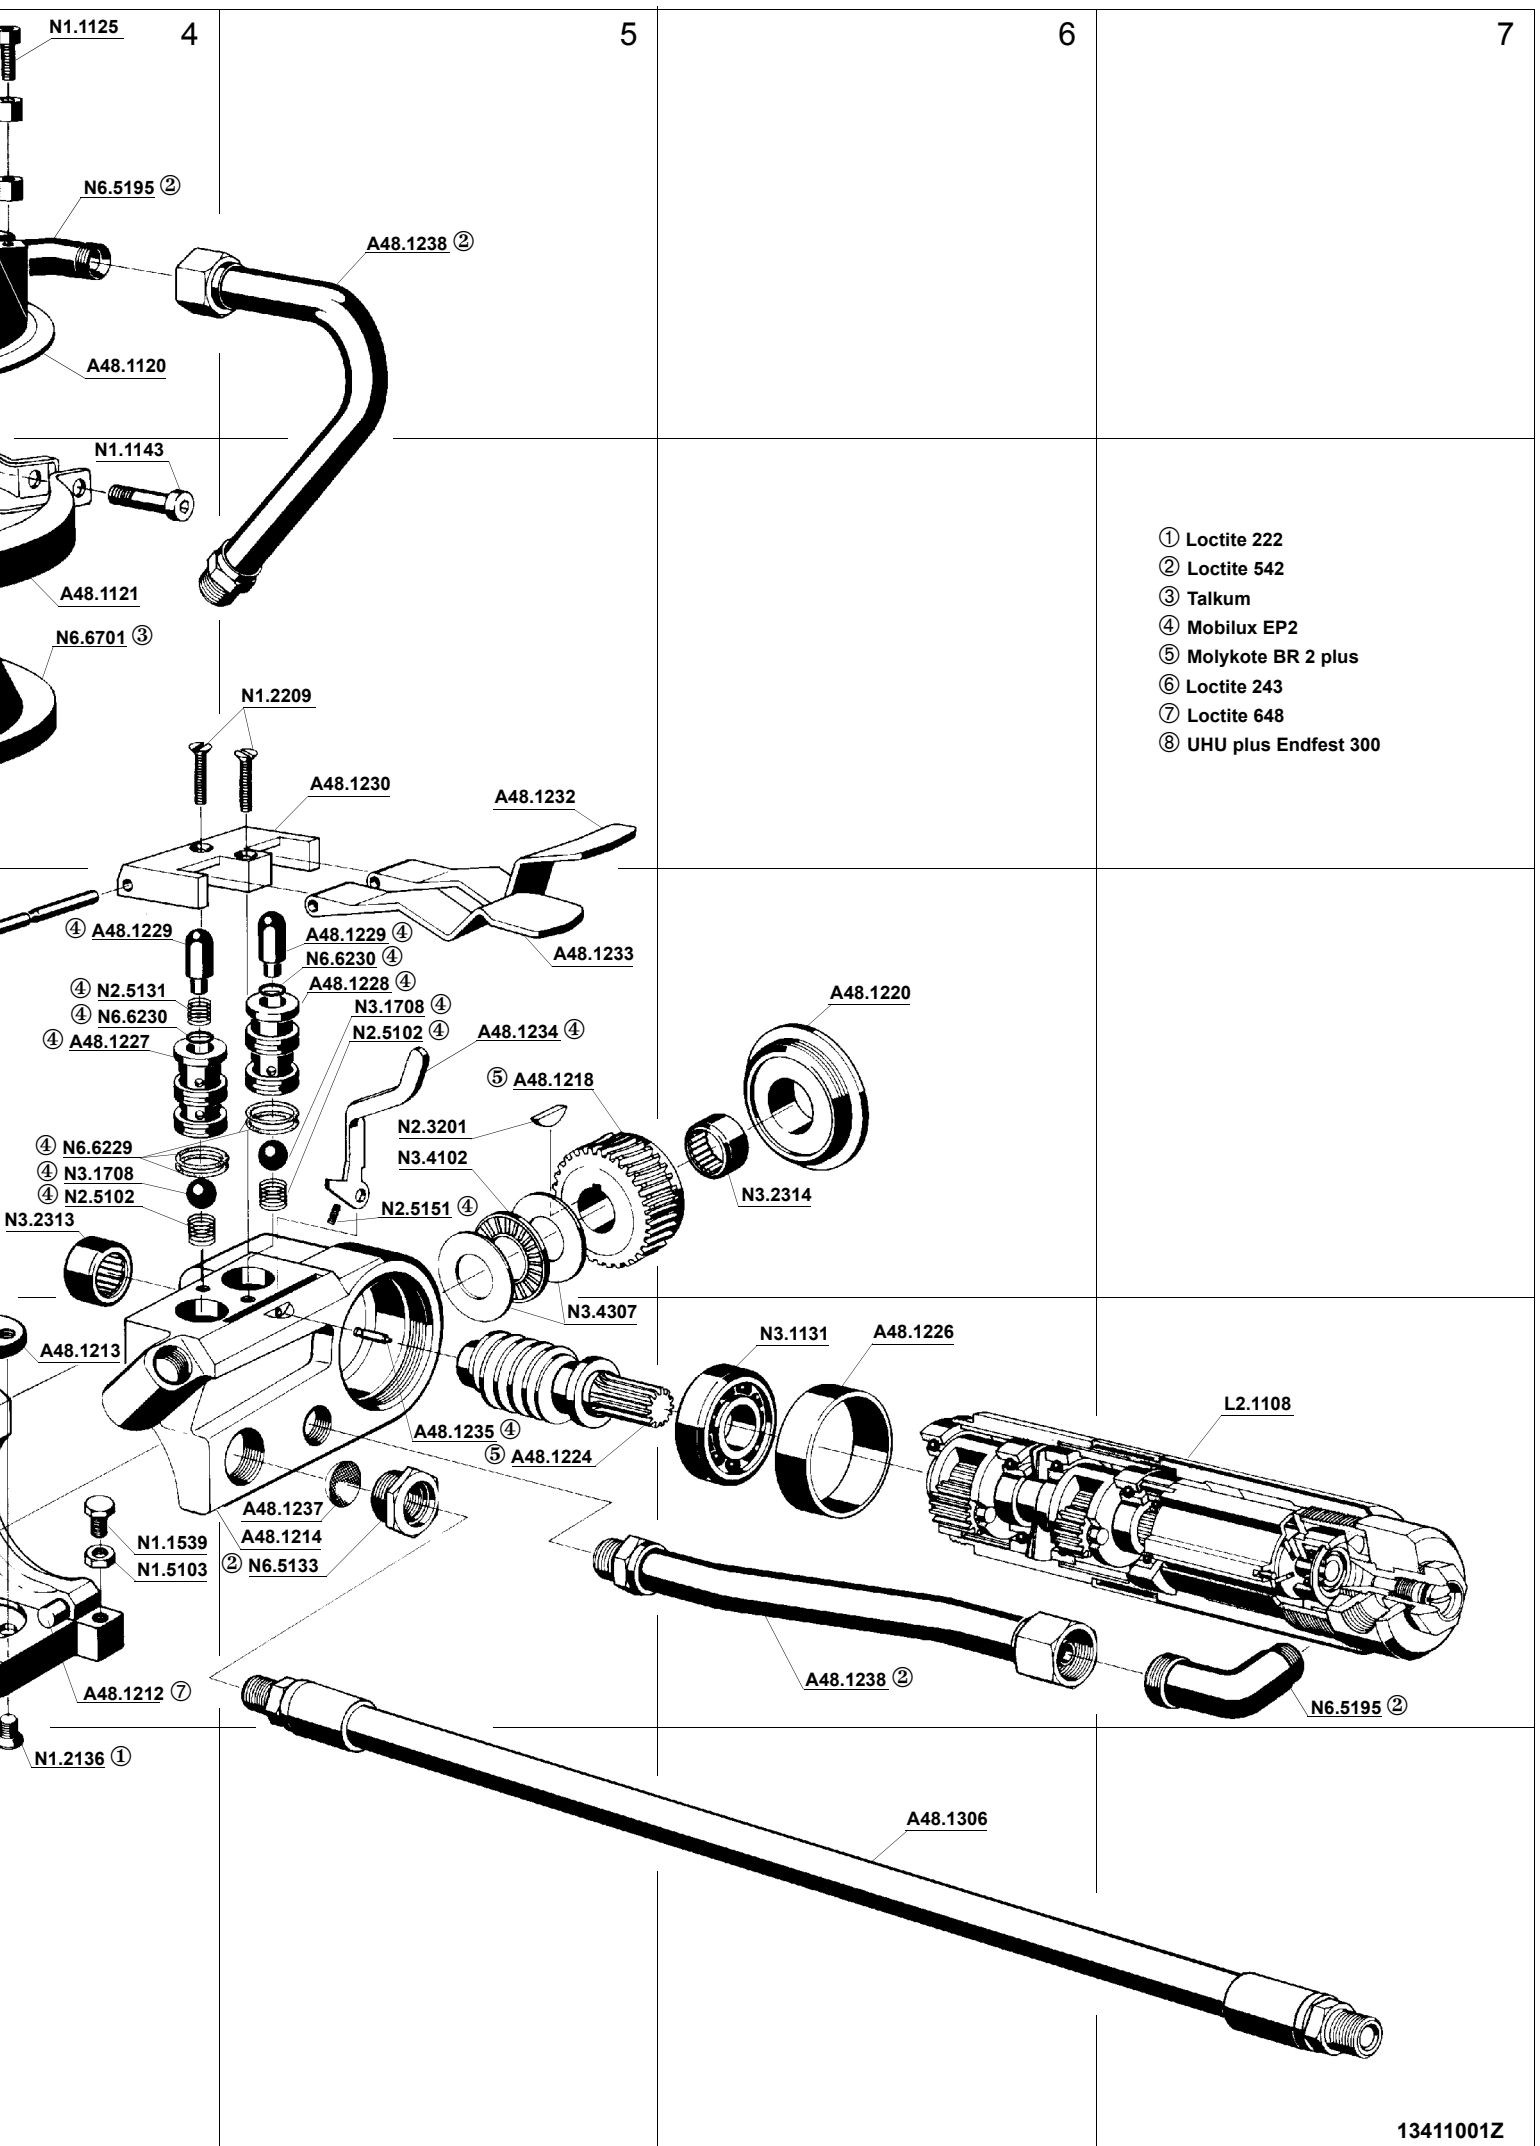 4
5
6
7
N1.1125
N6.5195 ②
A48.1238 ②
A48.1120
N1.1143
A48.1121
N6.6701 ③
① Loctite 222
② Loctite 542
③ Talkum
④ Mobilux EP2
⑤ Molykote BR 2 plus
⑥ Loctite 243
⑦ Loctite 648
⑧ UHU plus Endfest 300
N1.2209
A48.1230
A48.1232
④ A48.1229
A48.1229 ④
A48.1233
N6.6230 ④
④ N2.5131
A48.1228 ④
A48.1220
N3.1708 ④
④ N6.6230
N2.5102 ④
A48.1234 ④
④ A48.1227
⑤ A48.1218
N2.3201
④ N6.6229
N3.4102
④ N3.1708
④ N2.5102
N3.2314
N2.5151 ④
N3.2313
N3.4307
N3.1131
A48.1226
A48.1213
L2.1108
A48.1235 ④
⑤ A48.1224
A48.1237
A48.1214
N1.1539
② N6.5133
N1.5103
A48.1238 ②
A48.1212 ⑦
N6.5195 ②
N1.2136 ①
A48.1306
13411001Z